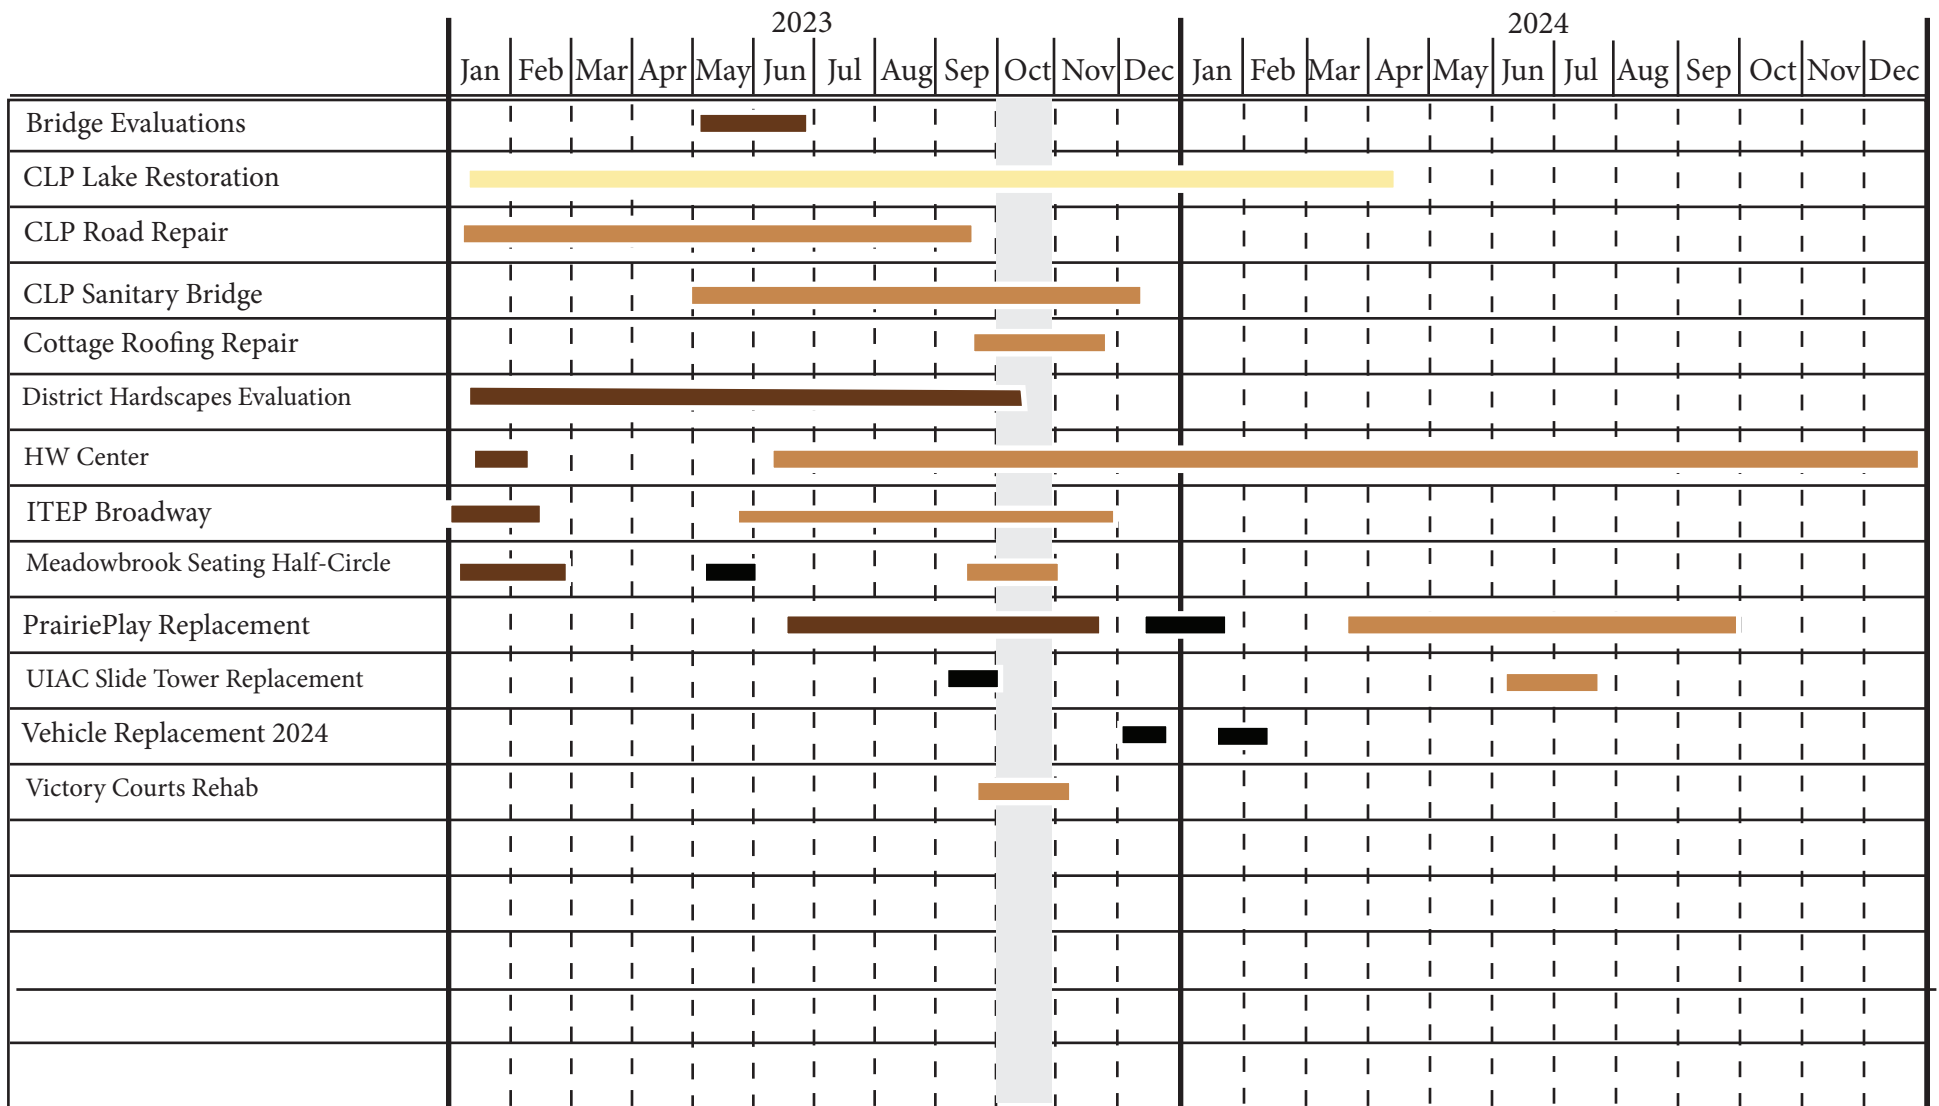 2023 2024
Jan Feb Mar Apr May Jun Jul Aug Sep Oct Nov Dec Jan Feb Mar Apr May Jun Jul Aug Sep Oct Nov Dec
Bridge Evaluations
CLP Lake Restoration
CLP Road Repair
CLP Sanitary Bridge
Cottage Roofing Repair
District Hardscapes Evaluation
HW Center
ITEP Broadway
Meadowbrook Seating Half-Circle
PrairiePlay Replacement
UIAC Slide Tower Replacement
Vehicle Replacement 2024
Victory Courts Rehab